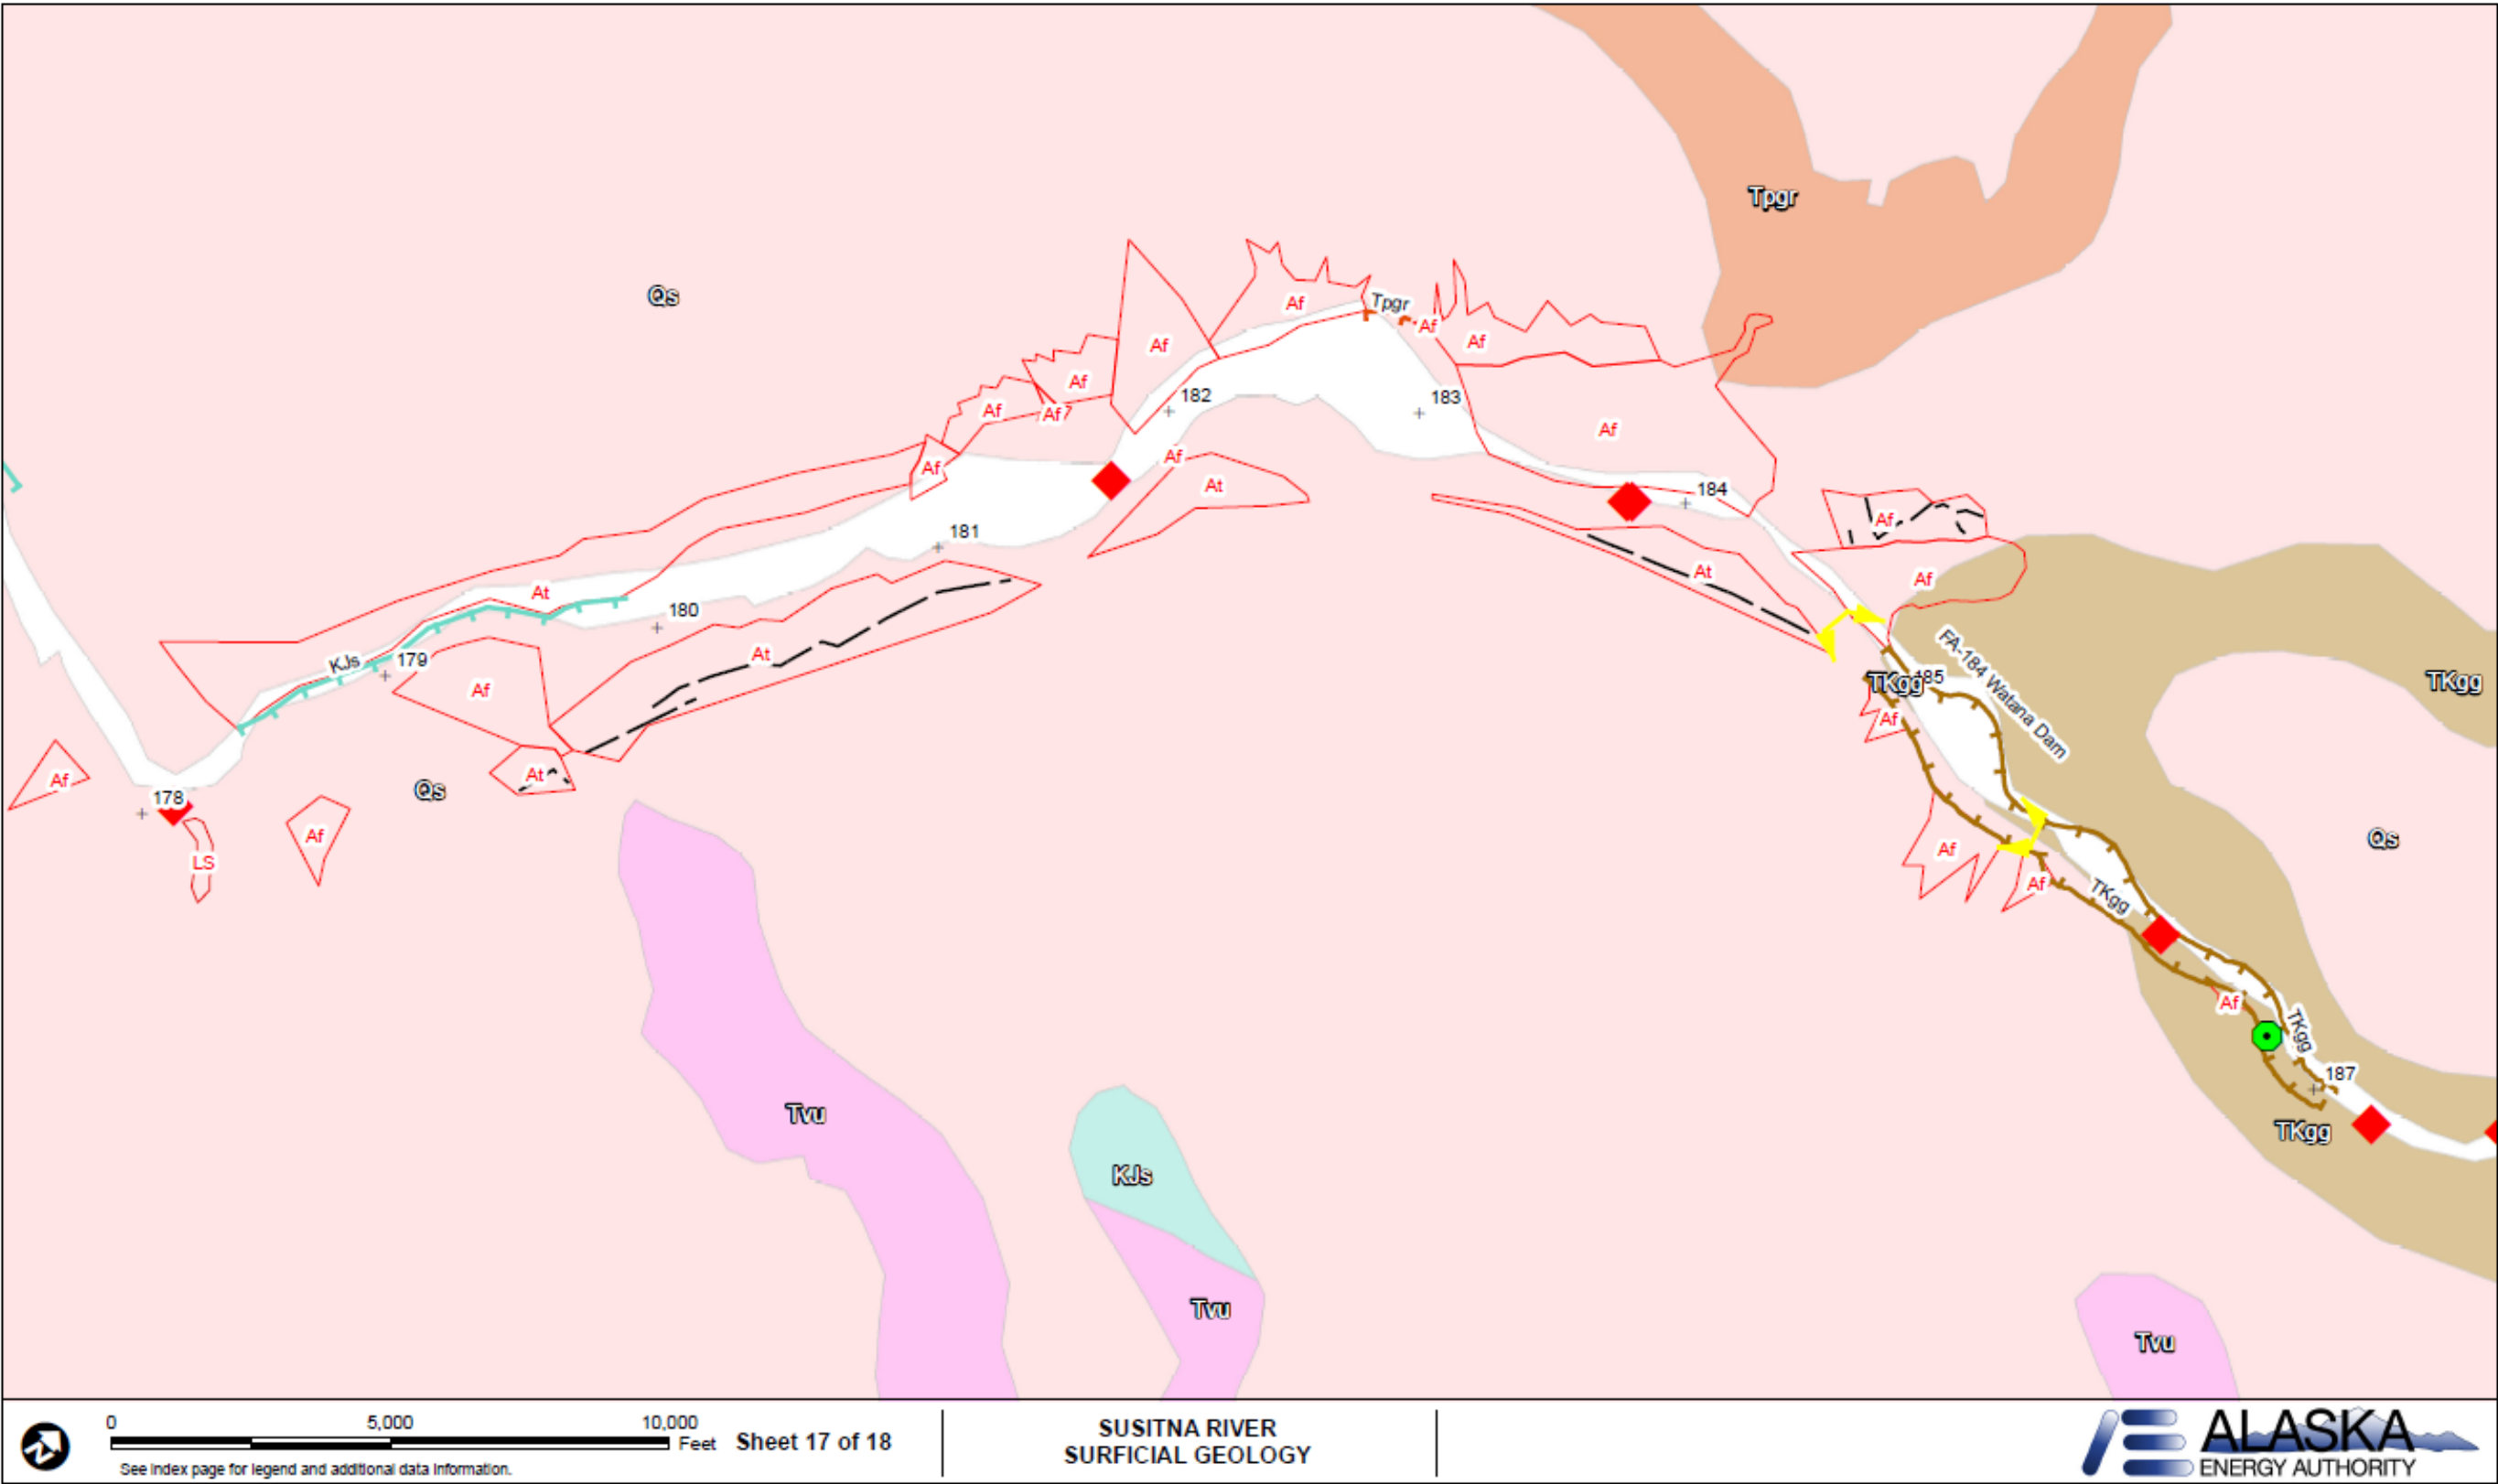 Tpgr
Qs
Af
Tpgr
Af
Af
Af
Af
182
183
Af
Af
Af
Af
Af
Af
At
184
Af
181
At
Af
At
180
KJs
179
At
FA-184 Watana Dam
Af
TKgg
185
TKgg
Af
At
Af
Qs
178
Af
Qs
Af
LS
Af
Af
TKgg
Af
TKgg
187
Tvu
TKgg
KJs
Tvu
Tvu
N
0 5,000 10,000
Feet
Sheet 17 of 18
See Index page for legend and additional data information.
SUSITNA RIVER
SURFICIAL GEOLOGY
ALASKA
ENERGY AUTHORITY